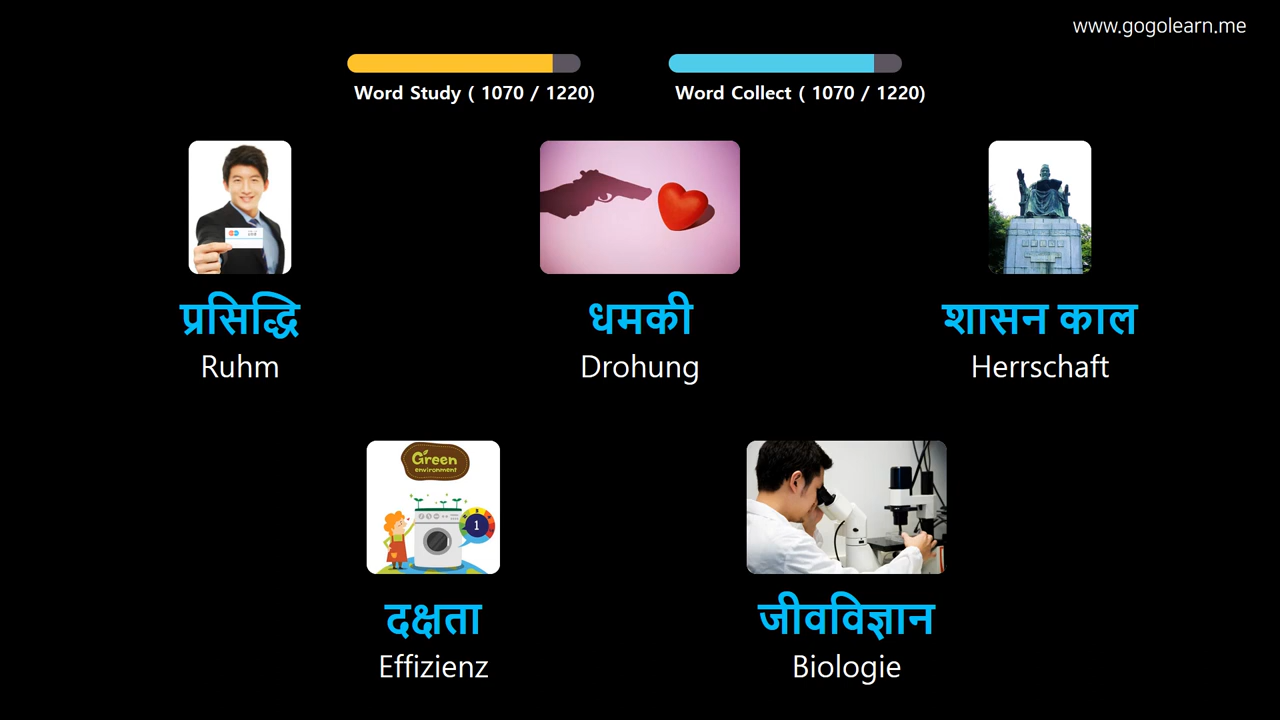 www.gogolearn.me
Word Study ( 1070 / 1220)
Word Collect ( 1070 / 1220)
प्रसिद्धि
Ruhm
धमकी
Drohung
शासन काल
Herrschaft
Green
environment
1
दक्षता
Effizienz
जीवविज्ञान
Biologie